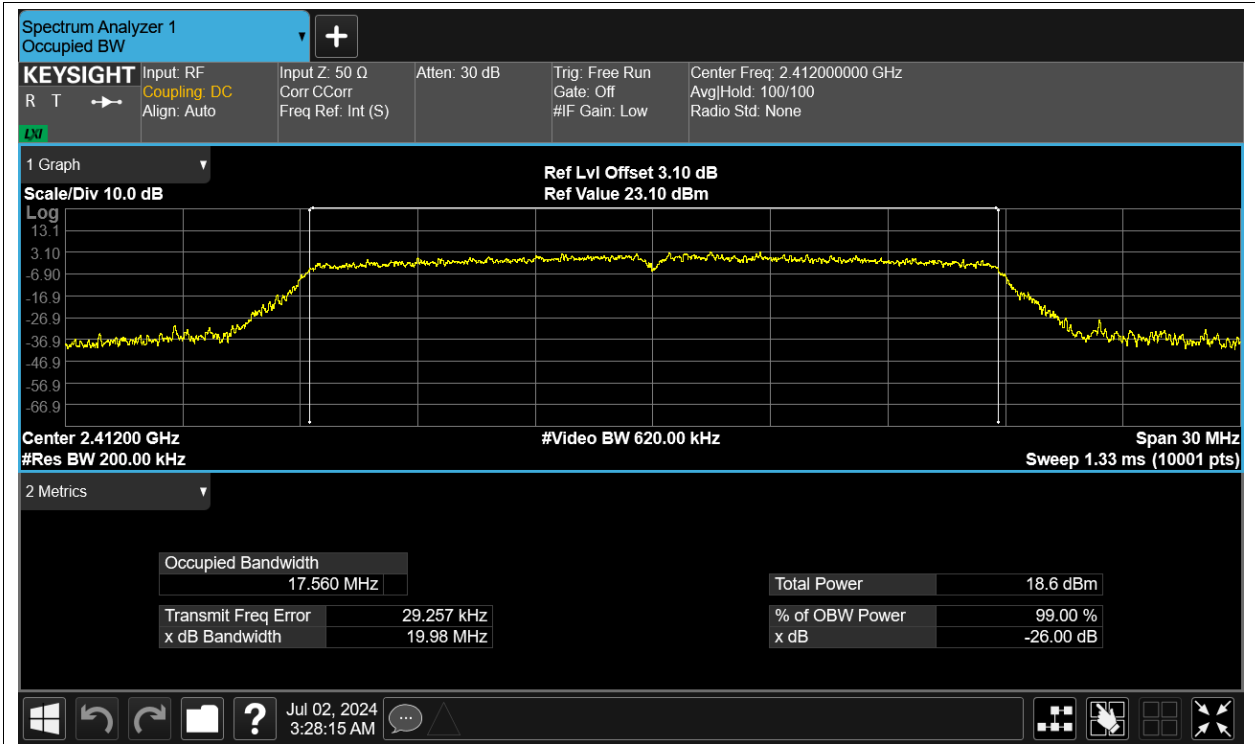 Spectrum Analyzer 1
Occupied BW
KEYSIGHT
R T
LXI
Input: RF
Coupling: DC
Align: Auto
Input Z: 50 Ω
Corr CCorr
Freq Ref: Int (S)
Atten: 30 dB
Trig: Free Run
Gate: Off
#IF Gain: Low
Center Freq: 2.412000000 GHz
Avg|Hold: 100/100
Radio Std: None
1 Graph
Ref Lvl Offset 3.10 dB
Scale/Div 10.0 dB
Ref Value 23.10 dBm
Log
13.1
3.10
-6.90
-16.9
-26.9
-36.9
-46.9
-56.9
-66.9
Center 2.41200 GHz
#Video BW 620.00 kHz
Span 30 MHz
#Res BW 200.00 kHz
Sweep 1.33 ms (10001 pts)
2 Metrics
Occupied Bandwidth
17.560 MHz
Total Power 18.6 dBm
Transmit Freq Error 29.257 kHz
% of OBW Power 99.00 %
x dB Bandwidth 19.98 MHz
x dB -26.00 dB
?
Jul 02, 2024
3:28:15 AM